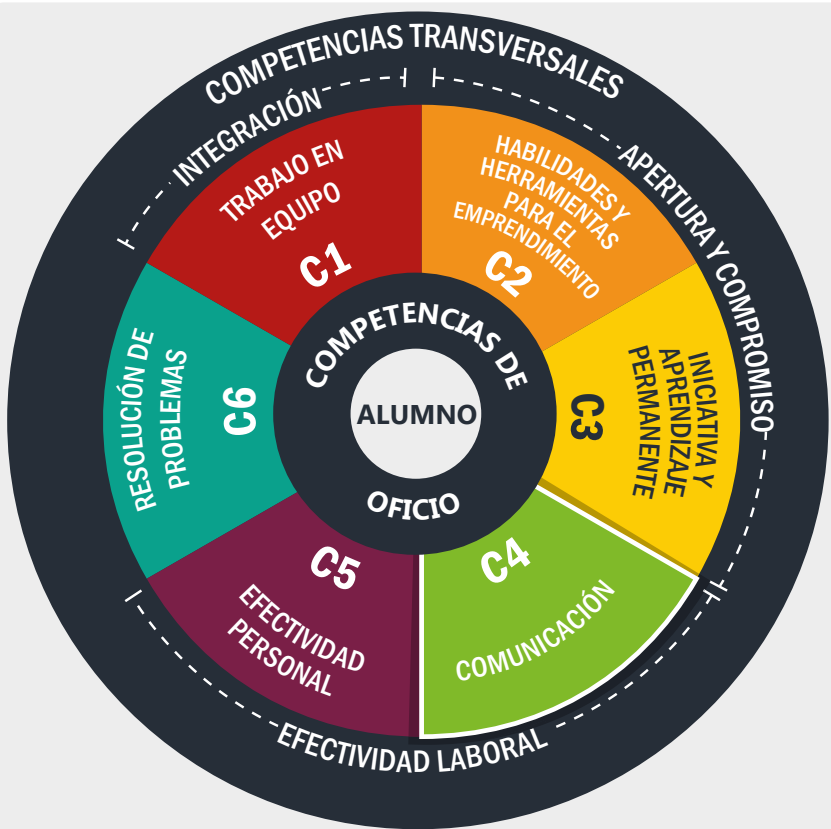 COMPETENCIAS TRANSVERSALES
INTEGRACIÓN
APERTURA Y COMPROMISO
TRABAJO EN
EQUIPO
C1
HABILIDADES Y
HERRAMIENTAS
PARA EL
EMPRENDIMIENTO
C2
INICIATIVA Y
APRENDIZAJE
PERMANENTE
C3
C4
COMUNICACIÓN
C5
EFECTIVIDAD
PERSONAL
RESOLUCIÓN DE
PROBLEMAS
C6
COMPETENCIAS DE
ALUMNO
OFICIO
EFECTIVIDAD LABORAL